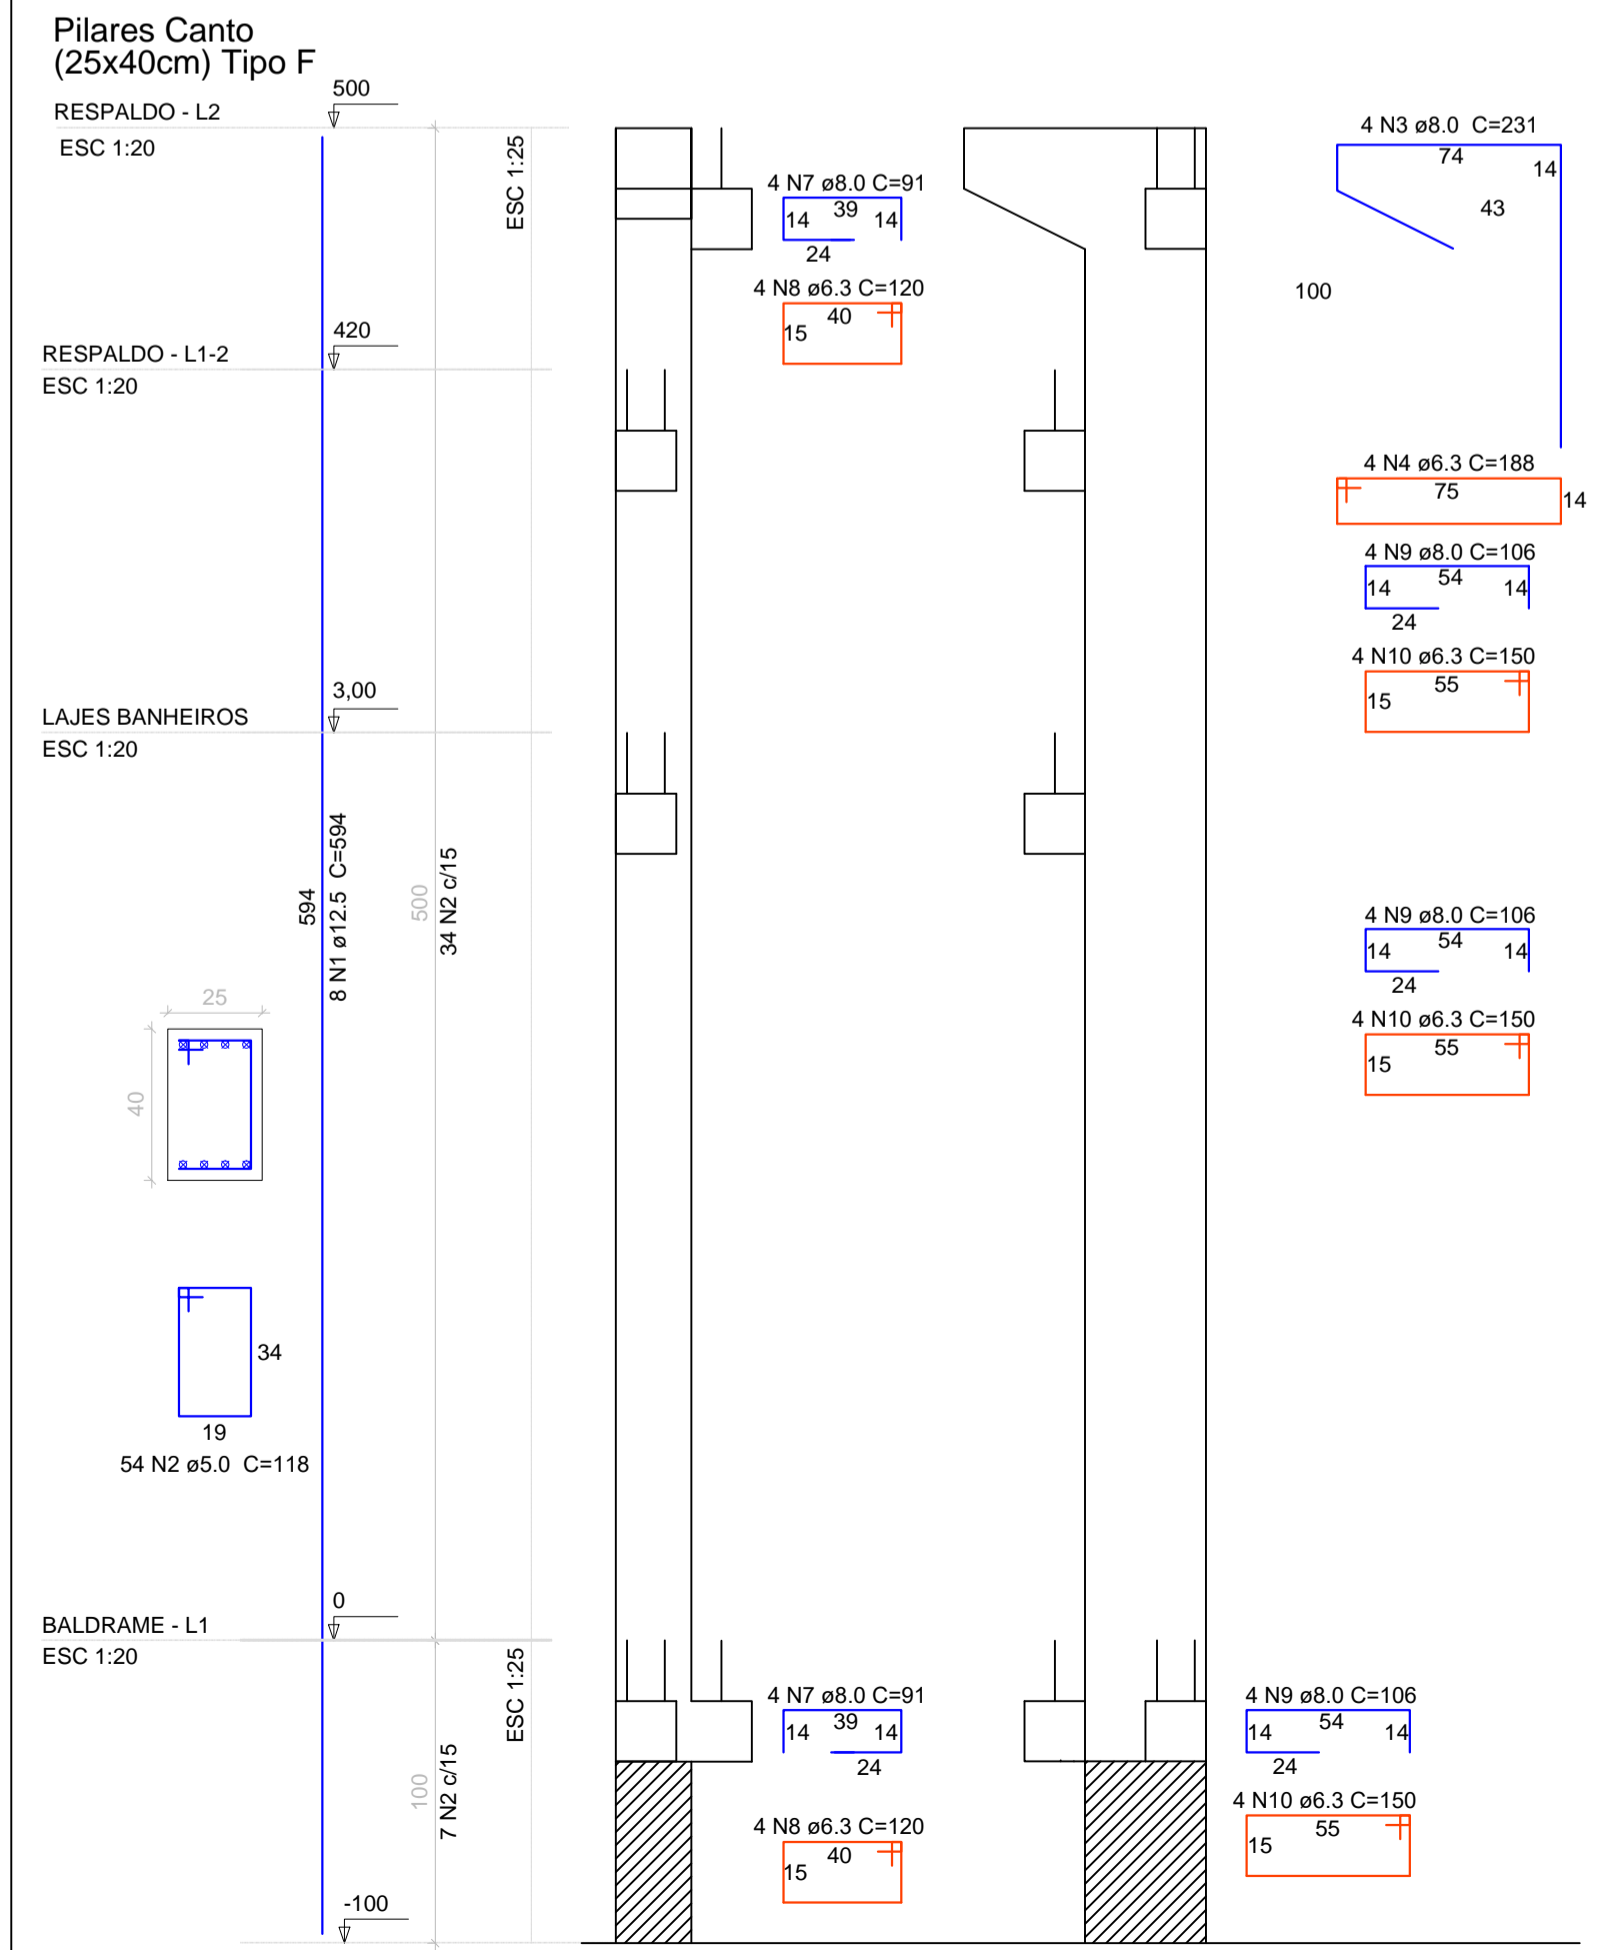 Pilares Canto
(25x40cm) Tipo F
RESPALDO - L2
500
ESC 1:20
ESC 1:25
4 N7 ø8.0 C=91
39
14
14
24
4 N8 ø6.3 C=120
40
15
4 N3 ø8.0  C=231
74
14
43
100
RESPALDO - L1-2
420
ESC 1:20
4 N4 ø6.3 C=188
75
14
4 N9 ø8.0 C=106
54
14
14
24
4 N10 ø6.3 C=150
55
15
LAJES BANHEIROS
3,00
ESC 1:20
594
8 N1 ø12.5  C=594
500
34 N2 c/15
4 N9 ø8.0 C=106
54
14
14
24
4 N10 ø6.3 C=150
55
15
25
40
34
19
54 N2 ø5.0  C=118
BALDRAME - L1
0
ESC 1:20
ESC 1:25
100
7 N2 c/15
4 N7 ø8.0 C=91
39
14
14
24
4 N8 ø6.3 C=120
40
15
4 N9 ø8.0 C=106
54
14
14
24
4 N10 ø6.3 C=150
55
15
-100